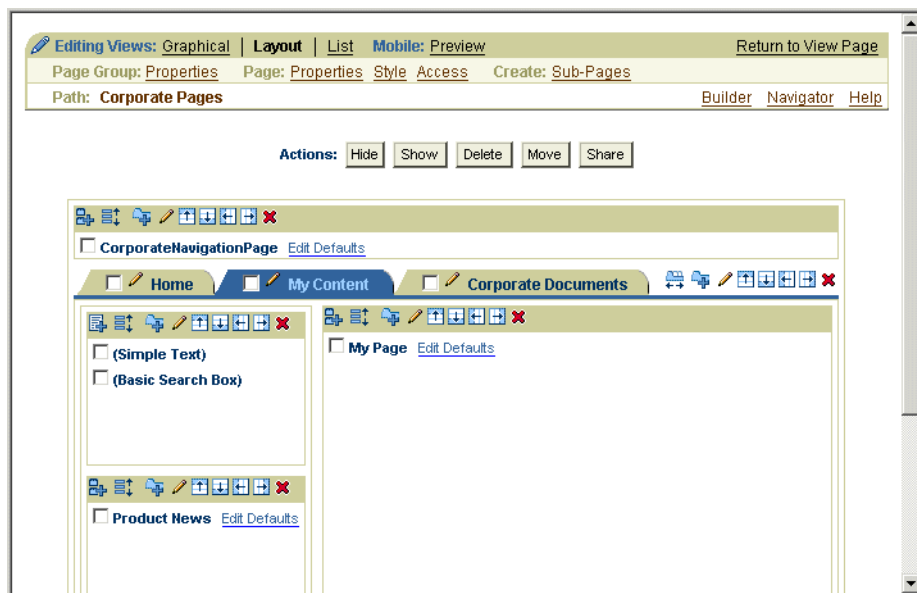 Editing Views: Graphical | Layout | List Mobile: Preview Return to View Page
Page Group: Properties Page: Properties Style Access Create: Sub-Pages
Path: Corporate Pages Builder Navigator Help
Actions: Hide Show Delete Move Share
CorporateNavigationPage Edit Defaults
Home My Content Corporate Documents
(Simple Text)
(Basic Search Box)
My Page Edit Defaults
Product News Edit Defaults